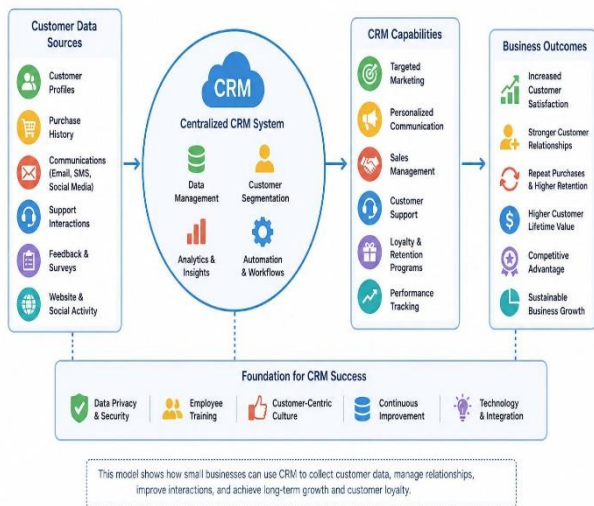 Customer Data
Sources
Customer
Profiles
Purchase
History
Communications
(Email, SMS,
Social Media)
Support
Interactions
Feedback &
Surveys
Website &
Social Activity
CRM
Centralized CRM System
Data
Management
Customer
Segmentation
Analytics &
Insights
Automation
& Workflows
CRM Capabilities
Targeted
Marketing
Personalized
Communication
Sales
Management
Customer
Support
Loyalty &
Retention
Programs
Performance
Tracking
Business Outcomes
Increased
Customer
Satisfaction
Stronger Customer
Relationships
Repeat Purchases
& Higher Retention
$
Higher Customer
Lifetime Value
Competitive
Advantage
Sustainable
Business Growth
Foundation for CRM Success
Data Privacy
& Security
Employee
Training
Customer-Centric
Culture
Continuous
Improvement
Technology
& Integration
This model shows how small businesses can use CRM to collect customer data, manage relationships,
improve interactions, and achieve long-term growth and customer loyalty.